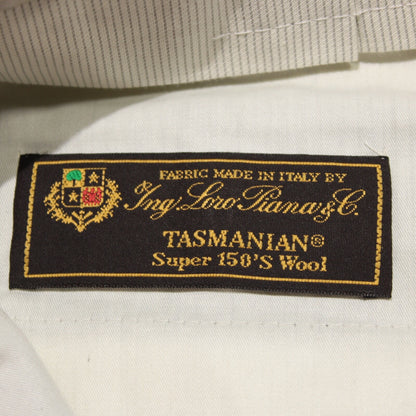 FABRIC MADE IN ITALY BY
Ing. Loro Piana & C.
TASMANIAN®
Super 150'S Wool